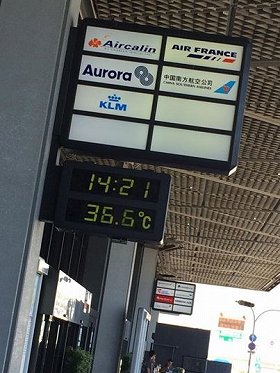 Aircalin
AIR FRANCE
Aurora
中国南方航空公司
CHINA SOUTHERN AIRLINES
KLM
14:21
36.6°C